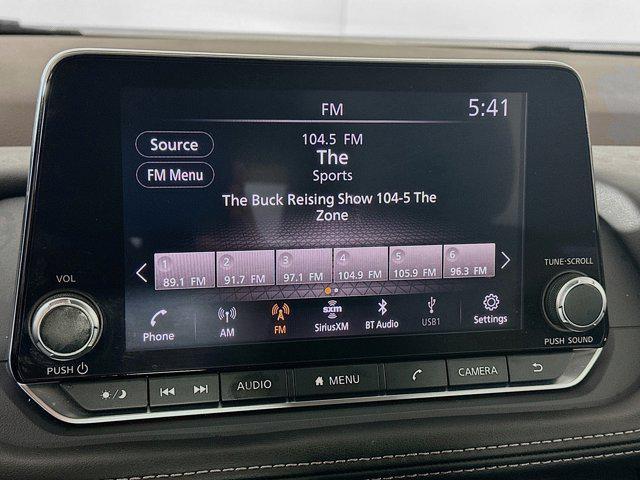 FM
5:41
Source
FM Menu
104.5 FM
The
Sports
The Buck Reising Show 104-5 The
Zone
1
89.1 FM
2
91.7 FM
3
97.1 FM
4
104.9 FM
5
105.9 FM
6
96.3 FM
Phone
AM
FM
sxm
SiriusXM
BT Audio
USB1
Settings
VOL
PUSH
TUNE·SCROLL
PUSH SOUND
AUDIO
MENU
CAMERA